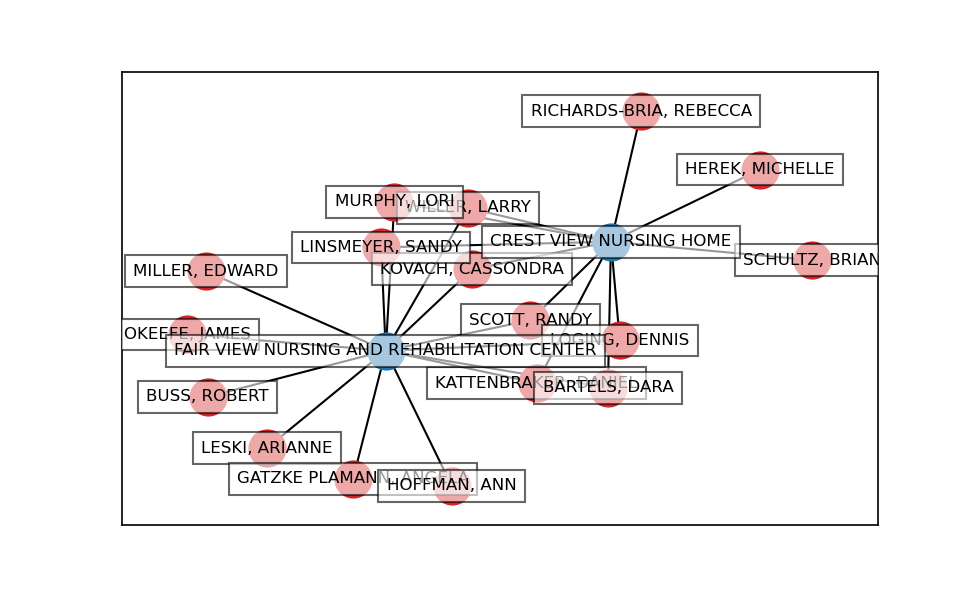 RICHARDS-BRIA, REBECCA
HEREK, MICHELLE
MURPHY, LORI
WILLER, LARRY
CREST VIEW NURSING HOME
LINSMEYER, SANDY
SCHULTZ, BRIAN
KOVACH, CASSONDRA
MILLER, EDWARD
SCOTT, RANDY
OKEEFE, JAMES
LOGING, DENNIS
FAIR VIEW NURSING AND REHABILITATION CENTER
KATTENBRAKER, DANIEL
BARTELS, DARA
BUSS, ROBERT
LESKI, ARIANNE
GATZKE PLAMANN, ANGELA
HOFFMAN, ANN